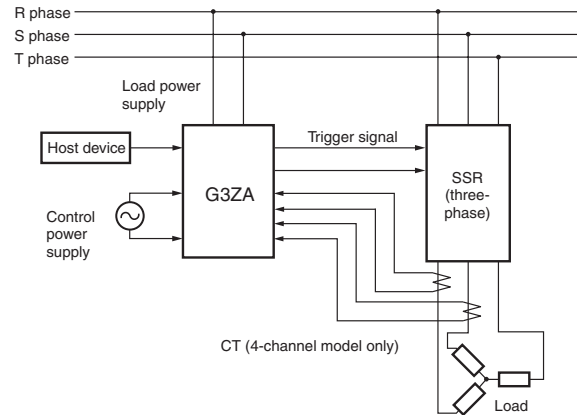 R phase
S phase
T phase
Load power
supply
Host device
Trigger signal
G3ZA
SSR
(three-
phase)
Control
power
supply
CT (4-channel model only)
Load